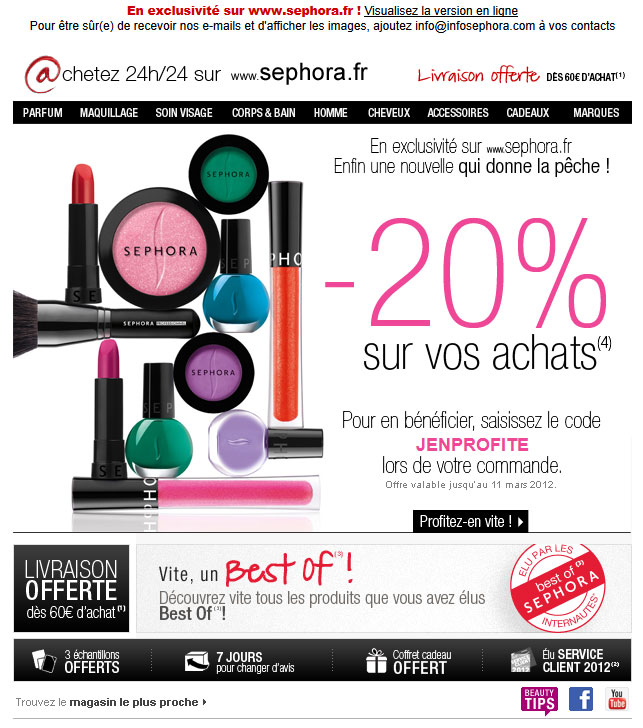 En exclusivité sur www.sephora.fr ! Visualisez la version en ligne
Pour être sûr(e) de recevoir nos e-mails et d'afficher les images, ajoutez info@infosephora.com à vos contacts
@chetez 24h/24 sur www.sephora.fr
Livraison offerte DÈS 60€ D'ACHAT(1)
PARFUM MAQUILLAGE SOIN VISAGE CORPS & BAIN HOMME CHEVEUX ACCESSOIRES CADEAUX MARQUES
En exclusivité sur www.sephora.fr
Enfin une nouvelle qui donne la pêche !
-20%
sur vos achats(4)
Pour en bénéficier, saisissez le code
JENPROFITE
lors de votre commande.
Offre valable jusqu'au 11 mars 2012.
Profitez-en vite !
SEPHORA
SEPHORA
SEPHORA PROFESSIONNEL
SEPHORA
LIVRAISON
OFFERTE
dès 60€ d'achat(1)
Vite, un Best of(3) !
Découvrez vite tous les produits que vous avez élus
Best Of(3)!
ELU PAR LES
best of(3)
SEPHORA
INTERNAUTES
3 échantillons
OFFERTS
7 JOURS
pour changer d'avis
Coffret cadeau
OFFERT
Élu SERVICE
CLIENT 2012(2)
Trouvez le magasin le plus proche
BEAUTY
TIPS
f
You
Tube